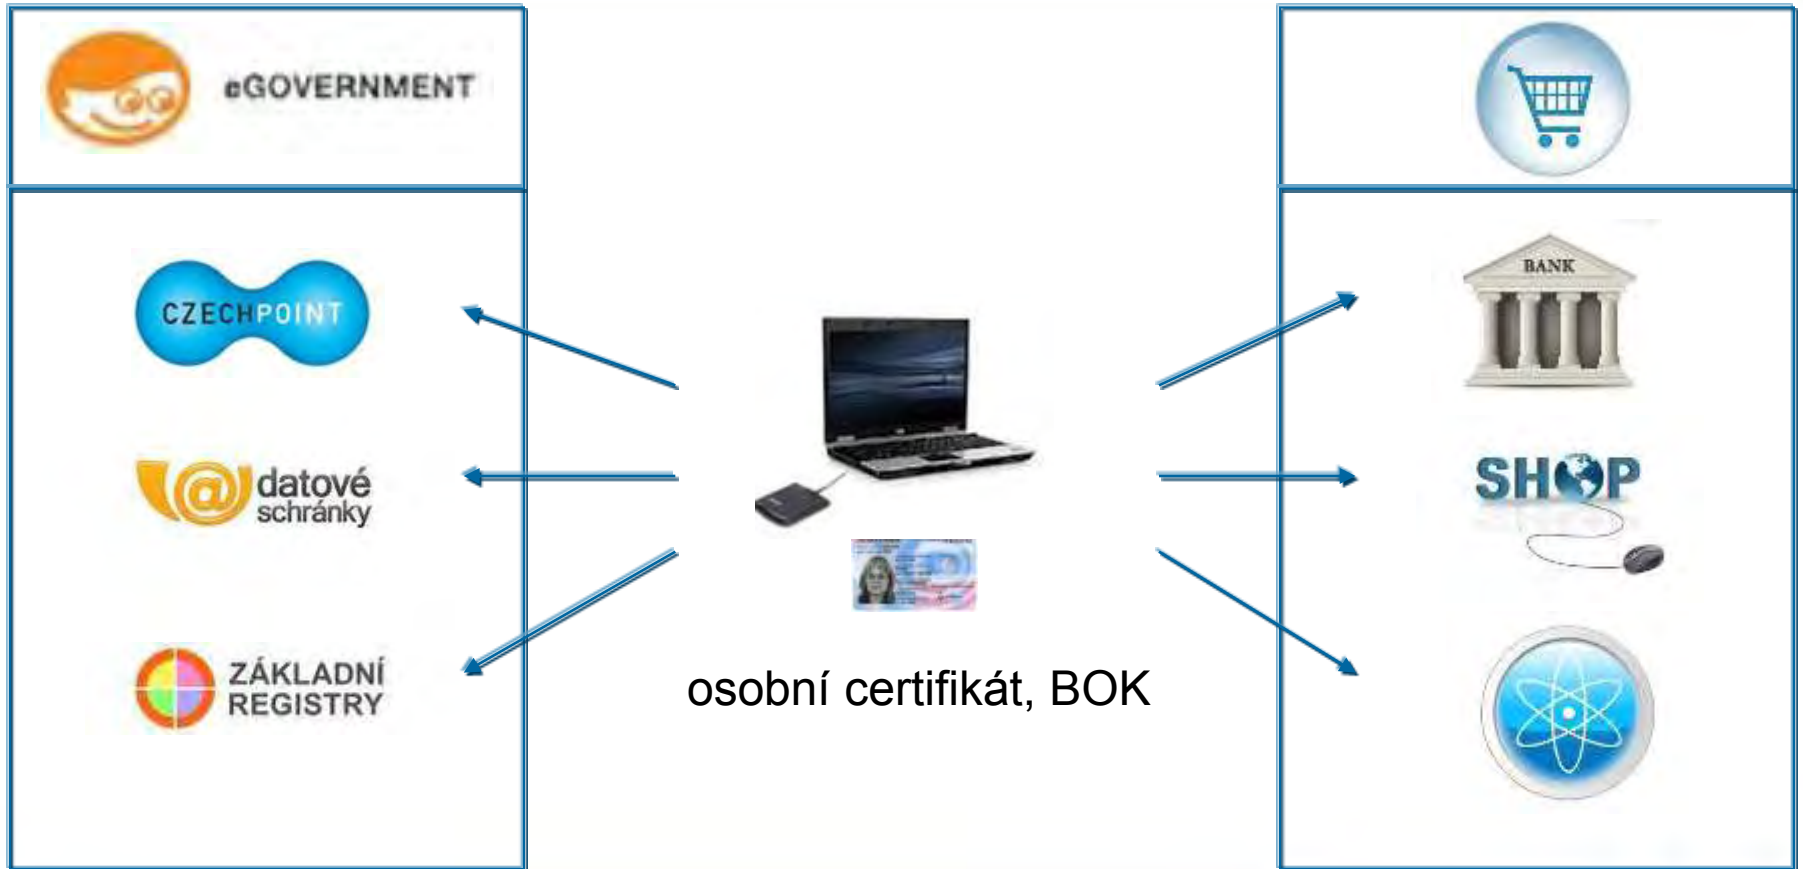 eGOVERNMENT
CZECHPOINT
datové
schránky
ZÁKLADNÍ
REGISTRY
osobní certifikát, BOK
BANK
SHOP